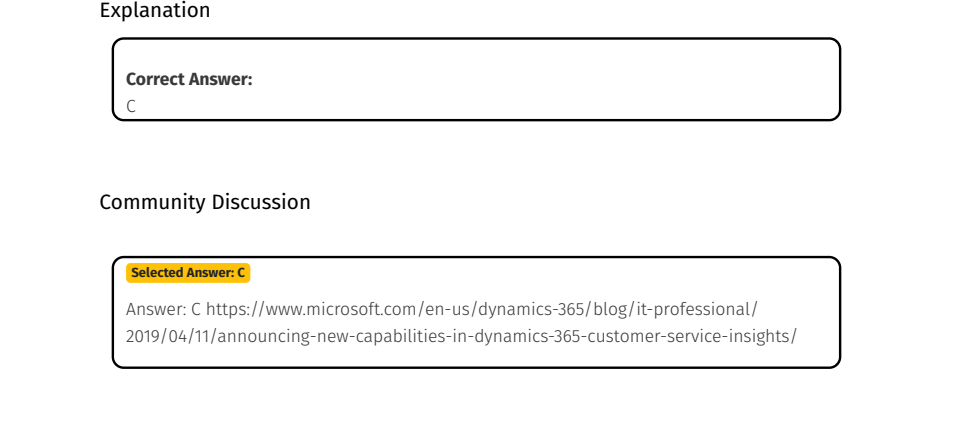 Explanation
Correct Answer:
C
Community Discussion
Selected Answer: C
Answer: C https://www.microsoft.com/en-us/dynamics-365/blog/it-professional/
2019/04/11/announcing-new-capabilities-in-dynamics-365-customer-service-insights/